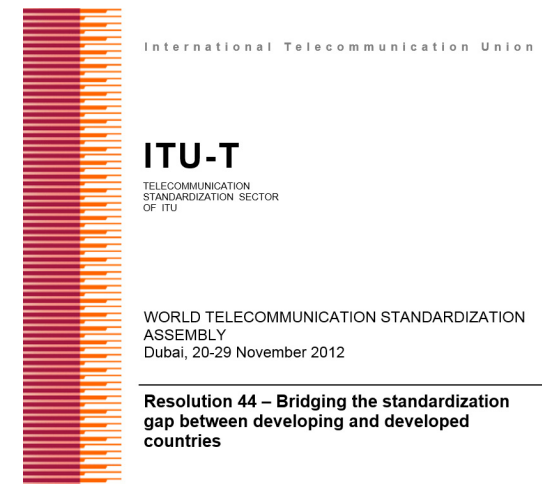 International Telecommunication Union
ITU-T
TELECOMMUNICATION
STANDARDIZATION SECTOR
OF ITU
WORLD TELECOMMUNICATION STANDARDIZATION
ASSEMBLY
Dubai, 20-29 November 2012
Resolution 44 – Bridging the standardization
gap between developing and developed
countries